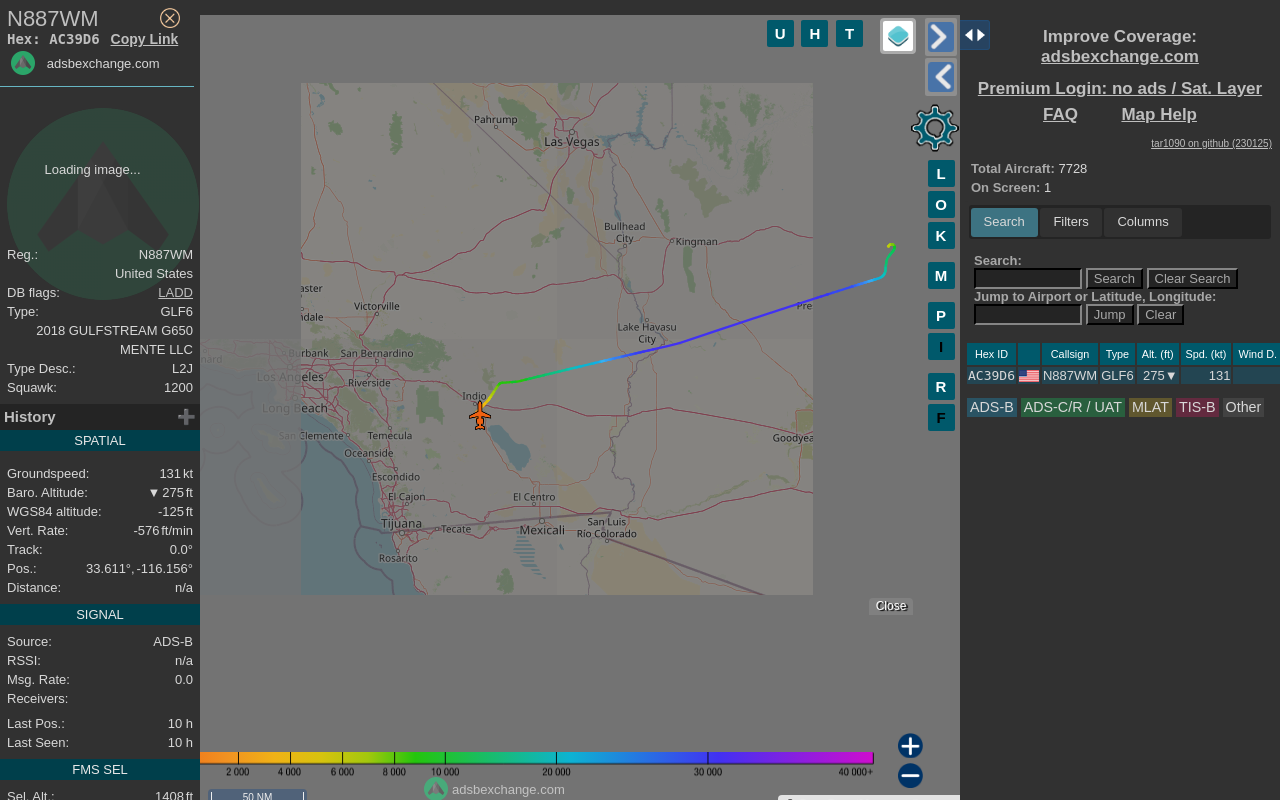 N887WM
Hex: AC39D6 Copy Link
adsbexchange.com
Loading image...
Reg.: N887WM
United States
DB flags: LADD
Type: GLF6
2018 GULFSTREAM G650
MENTE LLC
Type Desc.: L2J
Squawk: 1200
History
SPATIAL
Groundspeed: 131 kt
Baro. Altitude: ▼ 275 ft
WGS84 altitude: -125 ft
Vert. Rate: -576 ft/min
Track: 0.0°
Pos.: 33.611°, -116.156°
Distance: n/a
SIGNAL
Source: ADS-B
RSSI: n/a
Msg. Rate: 0.0
Receivers:
Last Pos.: 10 h
Last Seen: 10 h
FMS SEL
Sel. Alt.: 1408 ft
U H T
L
O
K
M
P
I
R
F
Pahrump
Las Vegas
Bullhead
City
Kingman
aster
dale
Victorville
Pre
Lake Havasu
City
Burbank
San Bernardino
Los Angeles
Riverside
Indio
Long Beach
San Clemente
Temecula
Goodyea
Oceanside
Escondido
El Cajon
El Centro
Tijuana
Tecate
Mexicali
San Luis
Río Colorado
Rosarito
Close
2 000 4 000 6 000 8 000 10 000 20 000 30 000 40 000+
adsbexchange.com
50 NM
Improve Coverage:
adsbexchange.com
Premium Login: no ads / Sat. Layer
FAQ Map Help
tar1090 on github (230125)
Total Aircraft: 7728
On Screen: 1
Search Filters Columns
Search:
Search Clear Search
Jump to Airport or Latitude, Longitude:
Jump Clear
Hex ID Callsign Type Alt. (ft) Spd. (kt) Wind D.
AC39D6 N887WM GLF6 275▼ 131
ADS-B ADS-C/R / UAT MLAT TIS-B Other